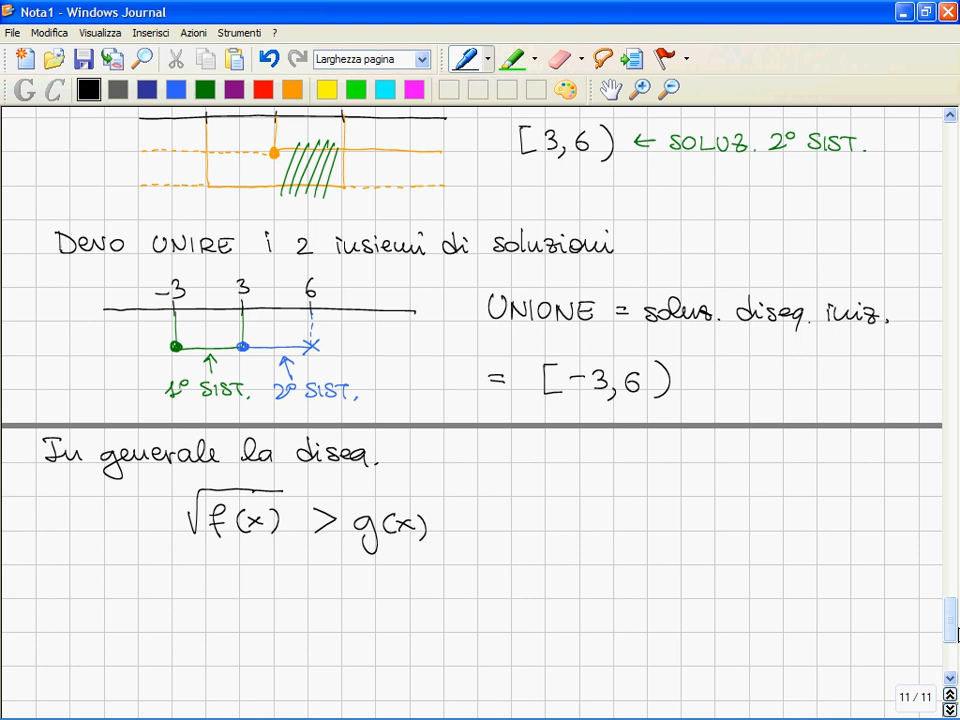 Nota1 - Windows Journal
File Modifica Visualizza Inserisci Azioni Strumenti ?
Larghezza pagina
G C
[3,6) ← SOLUZ. 2° SIST.
DEVO UNIRE i 2 insiemi di soluzioni
-3 3 6
UNIONE = soluz. diseq. iniz.
1° SIST. 2° SIST.
= [-3,6)
In generale la diseq.
√f(x) > g(x)
11 / 11